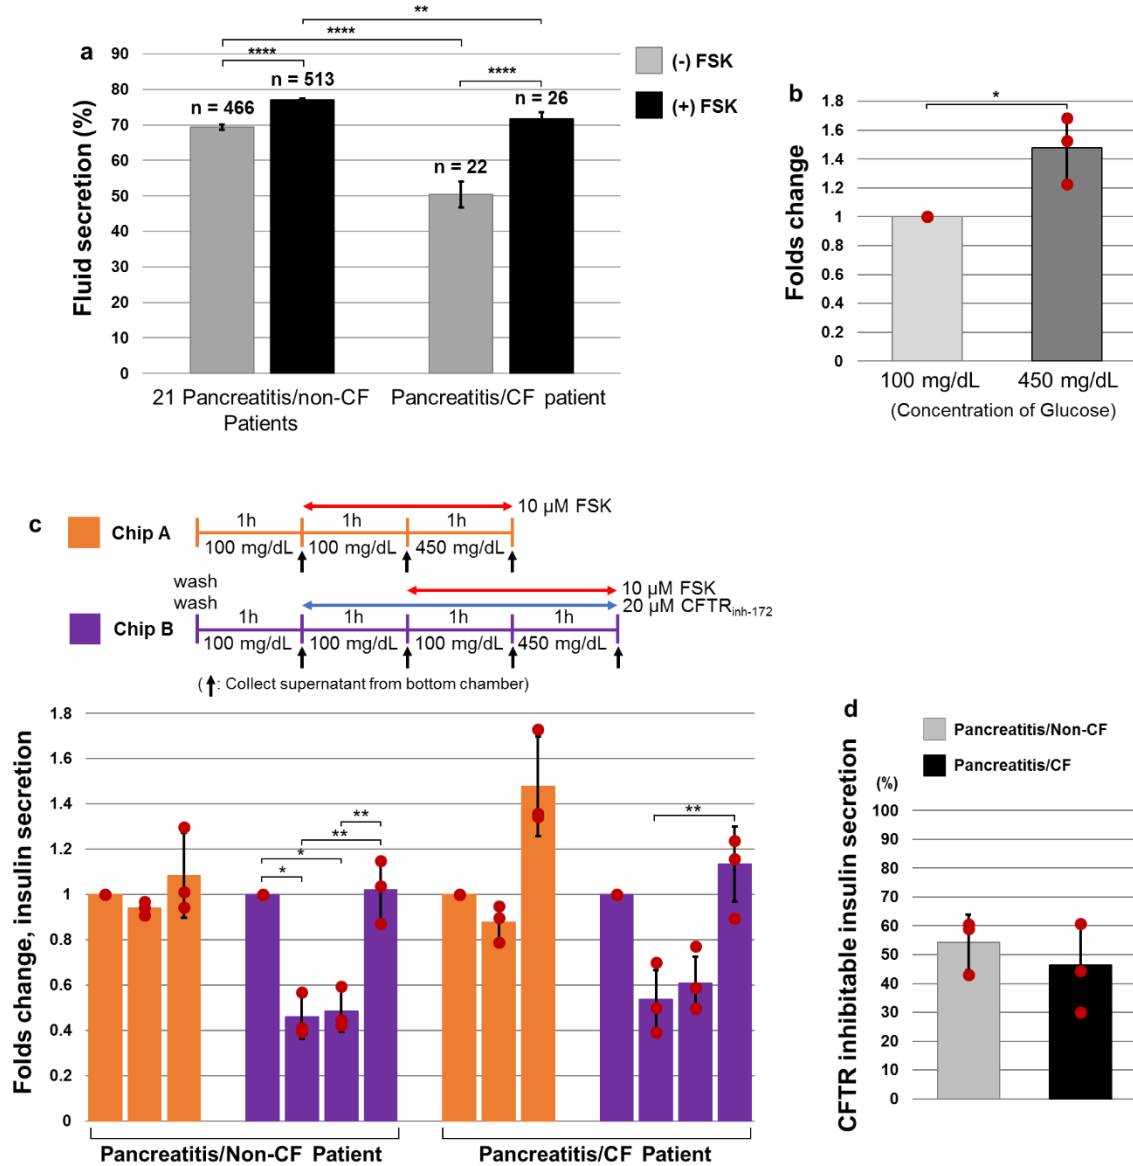 a
**
****
****
****
n = 466
n = 513
n = 22
n = 26
(-) FSK
(+) FSK
Fluid secretion (%)
90
80
70
60
50
40
30
20
10
0
21 Pancreatitis/non-CF
Patients
Pancreatitis/CF patient
b
*
Folds change
1.8
1.6
1.4
1.2
1
0.8
0.6
0.4
0.2
0
100 mg/dL
450 mg/dL
(Concentration of Glucose)
c
Chip A
10 µM FSK
1h
1h
1h
100 mg/dL
100 mg/dL
450 mg/dL
wash
wash
10 µM FSK
20 µM CFTRinh-172
Chip B
1h
1h
1h
1h
100 mg/dL
100 mg/dL
100 mg/dL
450 mg/dL
(↑: Collect supernatant from bottom chamber)
Folds change, insulin secretion
1.8
1.6
1.4
1.2
1
0.8
0.6
0.4
0.2
0
*
*
**
**
**
Pancreatitis/Non-CF Patient
Pancreatitis/CF Patient
d
Pancreatitis/Non-CF
Pancreatitis/CF
CFTR inhibitable insulin secretion
(%)
100
90
80
70
60
50
40
30
20
10
0